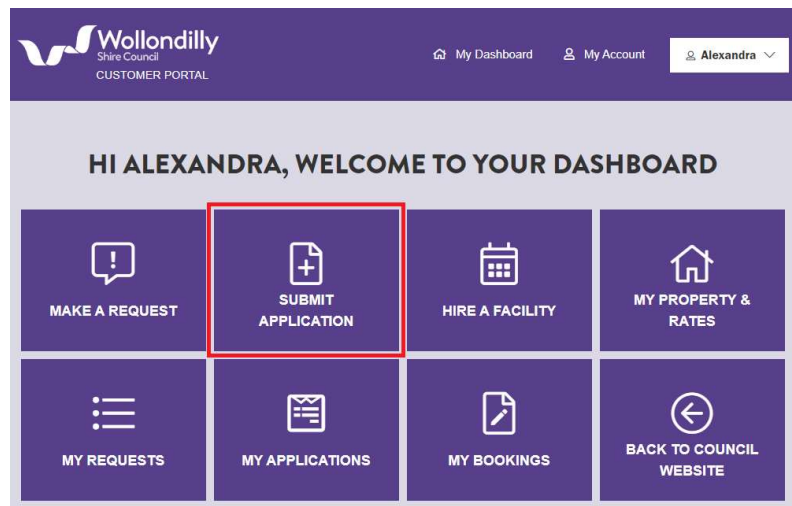 Wollondilly
Shire Council
CUSTOMER PORTAL
My Dashboard
My Account
Alexandra
HI ALEXANDRA, WELCOME TO YOUR DASHBOARD
MAKE A REQUEST
SUBMIT
APPLICATION
HIRE A FACILITY
MY PROPERTY &
RATES
MY REQUESTS
MY APPLICATIONS
MY BOOKINGS
BACK TO COUNCIL
WEBSITE